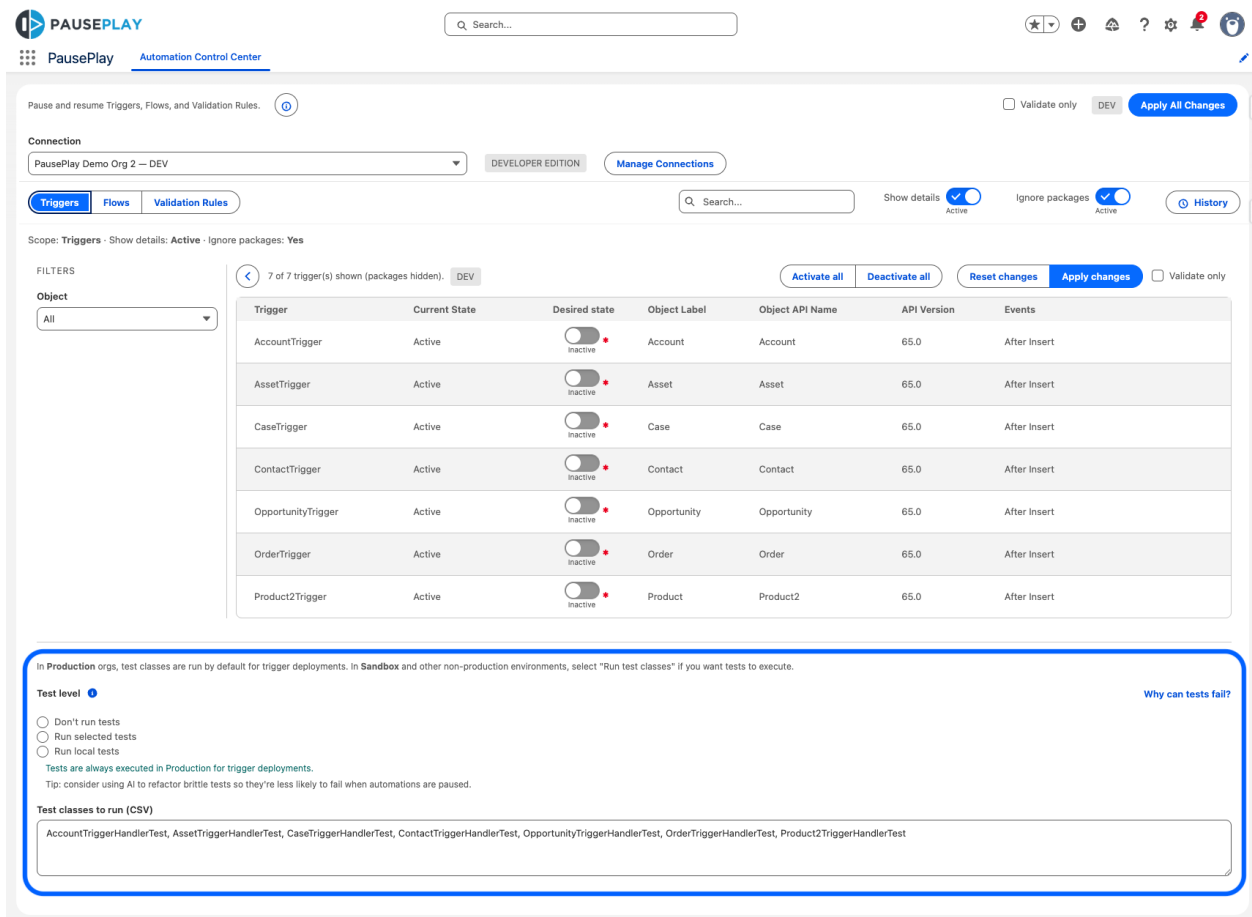 PAUSEPLAY
Search...
2
PausePlay Automation Control Center
Pause and resume Triggers, Flows, and Validation Rules.
Validate only DEV Apply All Changes
Connection
PausePlay Demo Org 2 — DEV DEVELOPER EDITION Manage Connections
Triggers Flows Validation Rules Search... Show details Active Ignore packages Active History
Scope: Triggers · Show details: Active · Ignore packages: Yes
FILTERS
Object
All
7 of 7 trigger(s) shown (packages hidden). DEV Activate all Deactivate all Reset changes Apply changes Validate only
Trigger Current State Desired state Object Label Object API Name API Version Events
AccountTrigger Active Inactive * Account Account 65.0 After Insert
AssetTrigger Active Inactive * Asset Asset 65.0 After Insert
CaseTrigger Active Inactive * Case Case 65.0 After Insert
ContactTrigger Active Inactive * Contact Contact 65.0 After Insert
OpportunityTrigger Active Inactive * Opportunity Opportunity 65.0 After Insert
OrderTrigger Active Inactive * Order Order 65.0 After Insert
Product2Trigger Active Inactive * Product Product2 65.0 After Insert
In Production orgs, test classes are run by default for trigger deployments. In Sandbox and other non-production environments, select "Run test classes" if you want tests to execute.
Test level Why can tests fail?
Don't run tests
Run selected tests
Run local tests
Tests are always executed in Production for trigger deployments.
Tip: consider using AI to refactor brittle tests so they're less likely to fail when automations are paused.
Test classes to run (CSV)
AccountTriggerHandlerTest, AssetTriggerHandlerTest, CaseTriggerHandlerTest, ContactTriggerHandlerTest, OpportunityTriggerHandlerTest, OrderTriggerHandlerTest, Product2TriggerHandlerTest